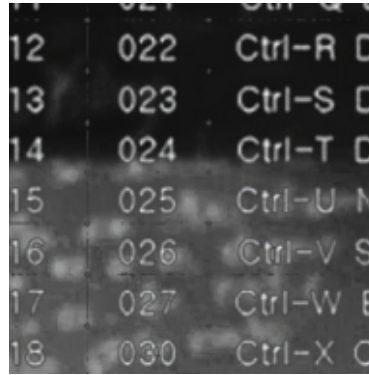 12 022 Ctrl-R D
13 023 Ctrl-S D
14 024 Ctrl-T D
15 025 Ctrl-U N
16 026 Ctrl-V S
17 027 Ctrl-W E
18 030 Ctrl-X C